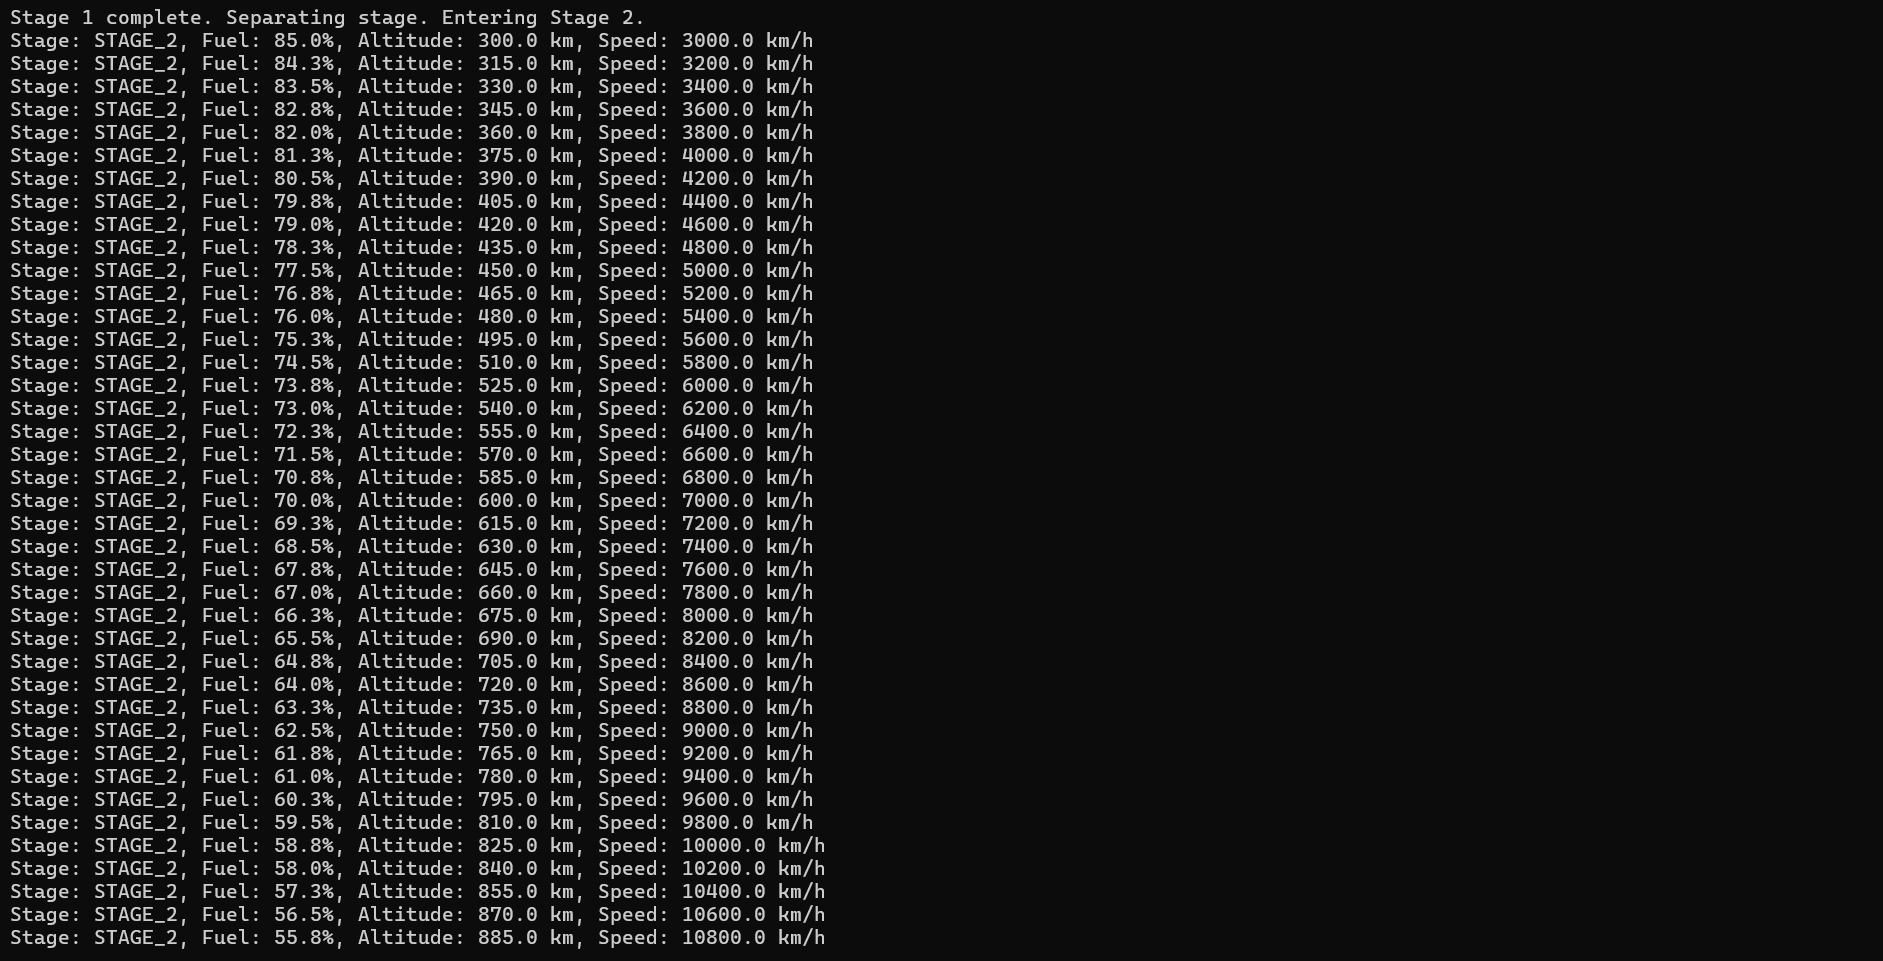 Stage 1 complete. Separating stage. Entering Stage 2.
Stage: STAGE_2, Fuel: 85.0%, Altitude: 300.0 km, Speed: 3000.0 km/h
Stage: STAGE_2, Fuel: 84.3%, Altitude: 315.0 km, Speed: 3200.0 km/h
Stage: STAGE_2, Fuel: 83.5%, Altitude: 330.0 km, Speed: 3400.0 km/h
Stage: STAGE_2, Fuel: 82.8%, Altitude: 345.0 km, Speed: 3600.0 km/h
Stage: STAGE_2, Fuel: 82.0%, Altitude: 360.0 km, Speed: 3800.0 km/h
Stage: STAGE_2, Fuel: 81.3%, Altitude: 375.0 km, Speed: 4000.0 km/h
Stage: STAGE_2, Fuel: 80.5%, Altitude: 390.0 km, Speed: 4200.0 km/h
Stage: STAGE_2, Fuel: 79.8%, Altitude: 405.0 km, Speed: 4400.0 km/h
Stage: STAGE_2, Fuel: 79.0%, Altitude: 420.0 km, Speed: 4600.0 km/h
Stage: STAGE_2, Fuel: 78.3%, Altitude: 435.0 km, Speed: 4800.0 km/h
Stage: STAGE_2, Fuel: 77.5%, Altitude: 450.0 km, Speed: 5000.0 km/h
Stage: STAGE_2, Fuel: 76.8%, Altitude: 465.0 km, Speed: 5200.0 km/h
Stage: STAGE_2, Fuel: 76.0%, Altitude: 480.0 km, Speed: 5400.0 km/h
Stage: STAGE_2, Fuel: 75.3%, Altitude: 495.0 km, Speed: 5600.0 km/h
Stage: STAGE_2, Fuel: 74.5%, Altitude: 510.0 km, Speed: 5800.0 km/h
Stage: STAGE_2, Fuel: 73.8%, Altitude: 525.0 km, Speed: 6000.0 km/h
Stage: STAGE_2, Fuel: 73.0%, Altitude: 540.0 km, Speed: 6200.0 km/h
Stage: STAGE_2, Fuel: 72.3%, Altitude: 555.0 km, Speed: 6400.0 km/h
Stage: STAGE_2, Fuel: 71.5%, Altitude: 570.0 km, Speed: 6600.0 km/h
Stage: STAGE_2, Fuel: 70.8%, Altitude: 585.0 km, Speed: 6800.0 km/h
Stage: STAGE_2, Fuel: 70.0%, Altitude: 600.0 km, Speed: 7000.0 km/h
Stage: STAGE_2, Fuel: 69.3%, Altitude: 615.0 km, Speed: 7200.0 km/h
Stage: STAGE_2, Fuel: 68.5%, Altitude: 630.0 km, Speed: 7400.0 km/h
Stage: STAGE_2, Fuel: 67.8%, Altitude: 645.0 km, Speed: 7600.0 km/h
Stage: STAGE_2, Fuel: 67.0%, Altitude: 660.0 km, Speed: 7800.0 km/h
Stage: STAGE_2, Fuel: 66.3%, Altitude: 675.0 km, Speed: 8000.0 km/h
Stage: STAGE_2, Fuel: 65.5%, Altitude: 690.0 km, Speed: 8200.0 km/h
Stage: STAGE_2, Fuel: 64.8%, Altitude: 705.0 km, Speed: 8400.0 km/h
Stage: STAGE_2, Fuel: 64.0%, Altitude: 720.0 km, Speed: 8600.0 km/h
Stage: STAGE_2, Fuel: 63.3%, Altitude: 735.0 km, Speed: 8800.0 km/h
Stage: STAGE_2, Fuel: 62.5%, Altitude: 750.0 km, Speed: 9000.0 km/h
Stage: STAGE_2, Fuel: 61.8%, Altitude: 765.0 km, Speed: 9200.0 km/h
Stage: STAGE_2, Fuel: 61.0%, Altitude: 780.0 km, Speed: 9400.0 km/h
Stage: STAGE_2, Fuel: 60.3%, Altitude: 795.0 km, Speed: 9600.0 km/h
Stage: STAGE_2, Fuel: 59.5%, Altitude: 810.0 km, Speed: 9800.0 km/h
Stage: STAGE_2, Fuel: 58.8%, Altitude: 825.0 km, Speed: 10000.0 km/h
Stage: STAGE_2, Fuel: 58.0%, Altitude: 840.0 km, Speed: 10200.0 km/h
Stage: STAGE_2, Fuel: 57.3%, Altitude: 855.0 km, Speed: 10400.0 km/h
Stage: STAGE_2, Fuel: 56.5%, Altitude: 870.0 km, Speed: 10600.0 km/h
Stage: STAGE_2, Fuel: 55.8%, Altitude: 885.0 km, Speed: 10800.0 km/h